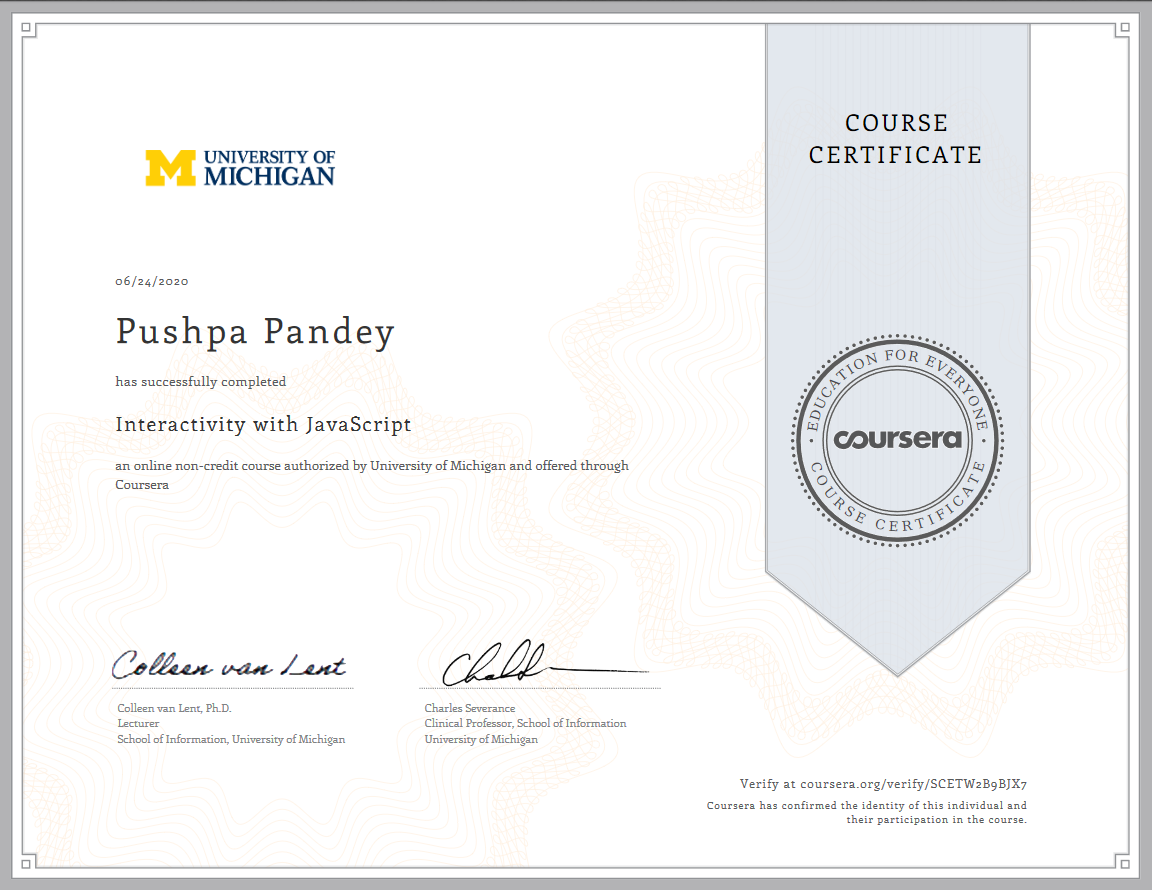 COURSE
CERTIFICATE
UNIVERSITY OF
MICHIGAN
06/24/2020
Pushpa Pandey
has successfully completed
Interactivity with JavaScript
an online non-credit course authorized by University of Michigan and offered through
Coursera
EDUCATION FOR EVERYONE
coursera
COURSE CERTIFICATE
Colleen van Lent
Colleen van Lent, Ph.D.
Lecturer
School of Information, University of Michigan
Charles Severance
Clinical Professor, School of Information
University of Michigan
Verify at coursera.org/verify/SCETW2B9BJX7
Coursera has confirmed the identity of this individual and
their participation in the course.